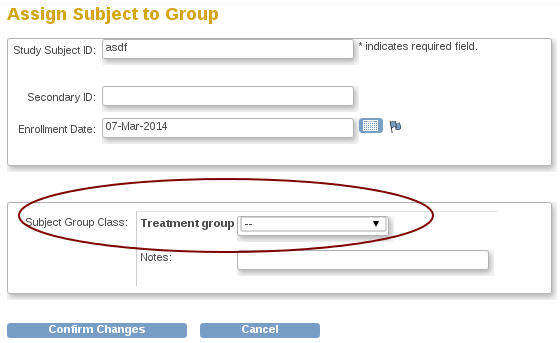 Assign Subject to Group
Study Subject ID: asdf * indicates required field.
Secondary ID:
Enrollment Date: 07-Mar-2014
Subject Group Class: Treatment group --
Notes:
Confirm Changes Cancel